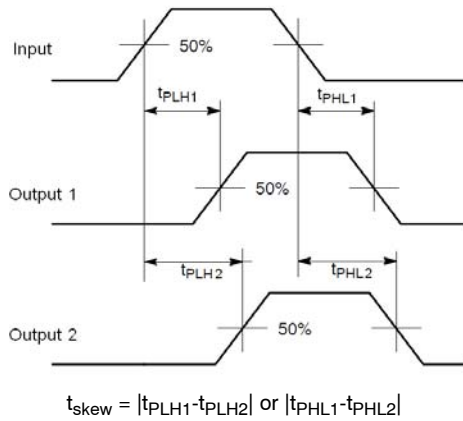 Input
50%
tPLH1
tPHL1
Output 1
50%
tPLH2
tPHL2
Output 2
50%
tskew = |tPLH1-tPLH2| or |tPHL1-tPHL2|